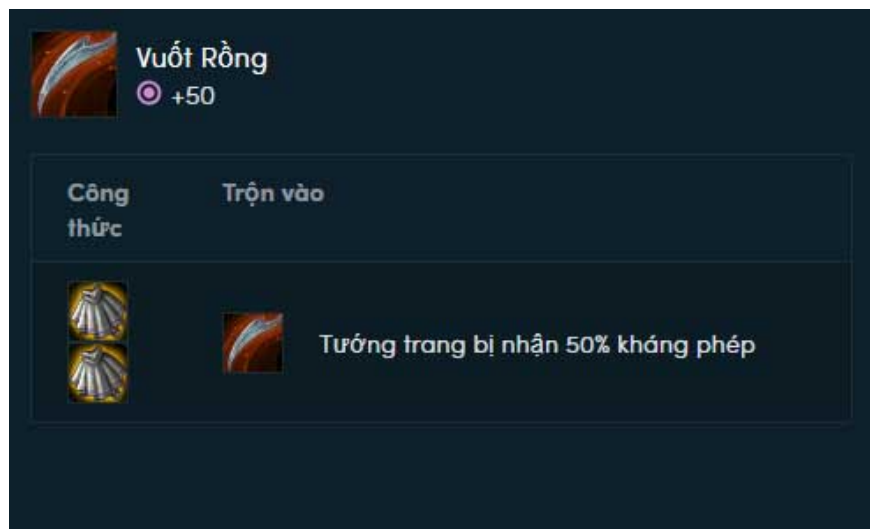 Vuốt Rồng
+50
Công Trộn vào
thức
Tướng trang bị nhận 50% kháng phép